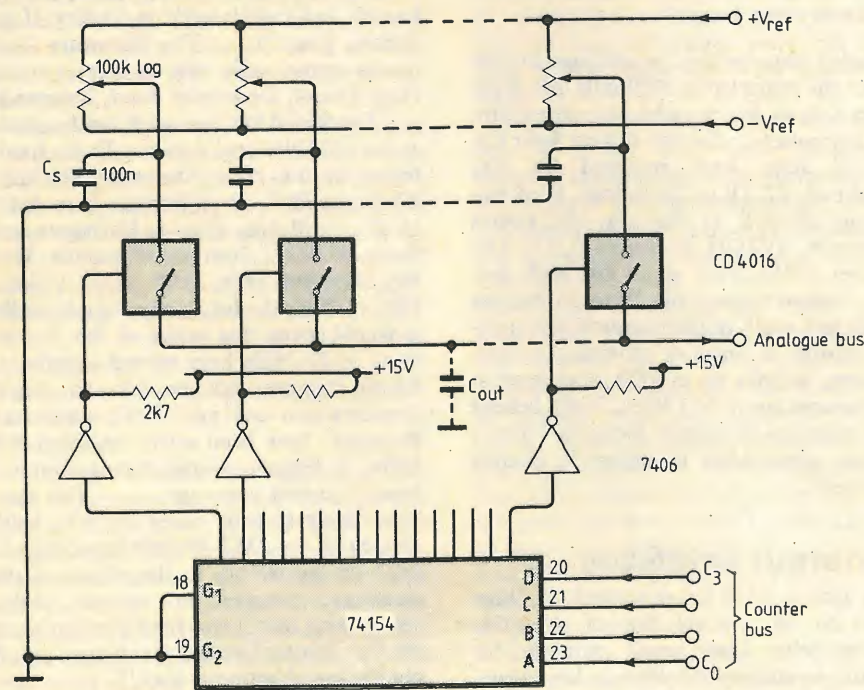 +Vref
100k log
−Vref
Cs
100n
CD4016
Analogue bus
+15V
+15V
Cout
2k7
7406
D 20 C3
18 G1
C 21
74154
Counter
bus
B 22
19 G2
A 23 C0